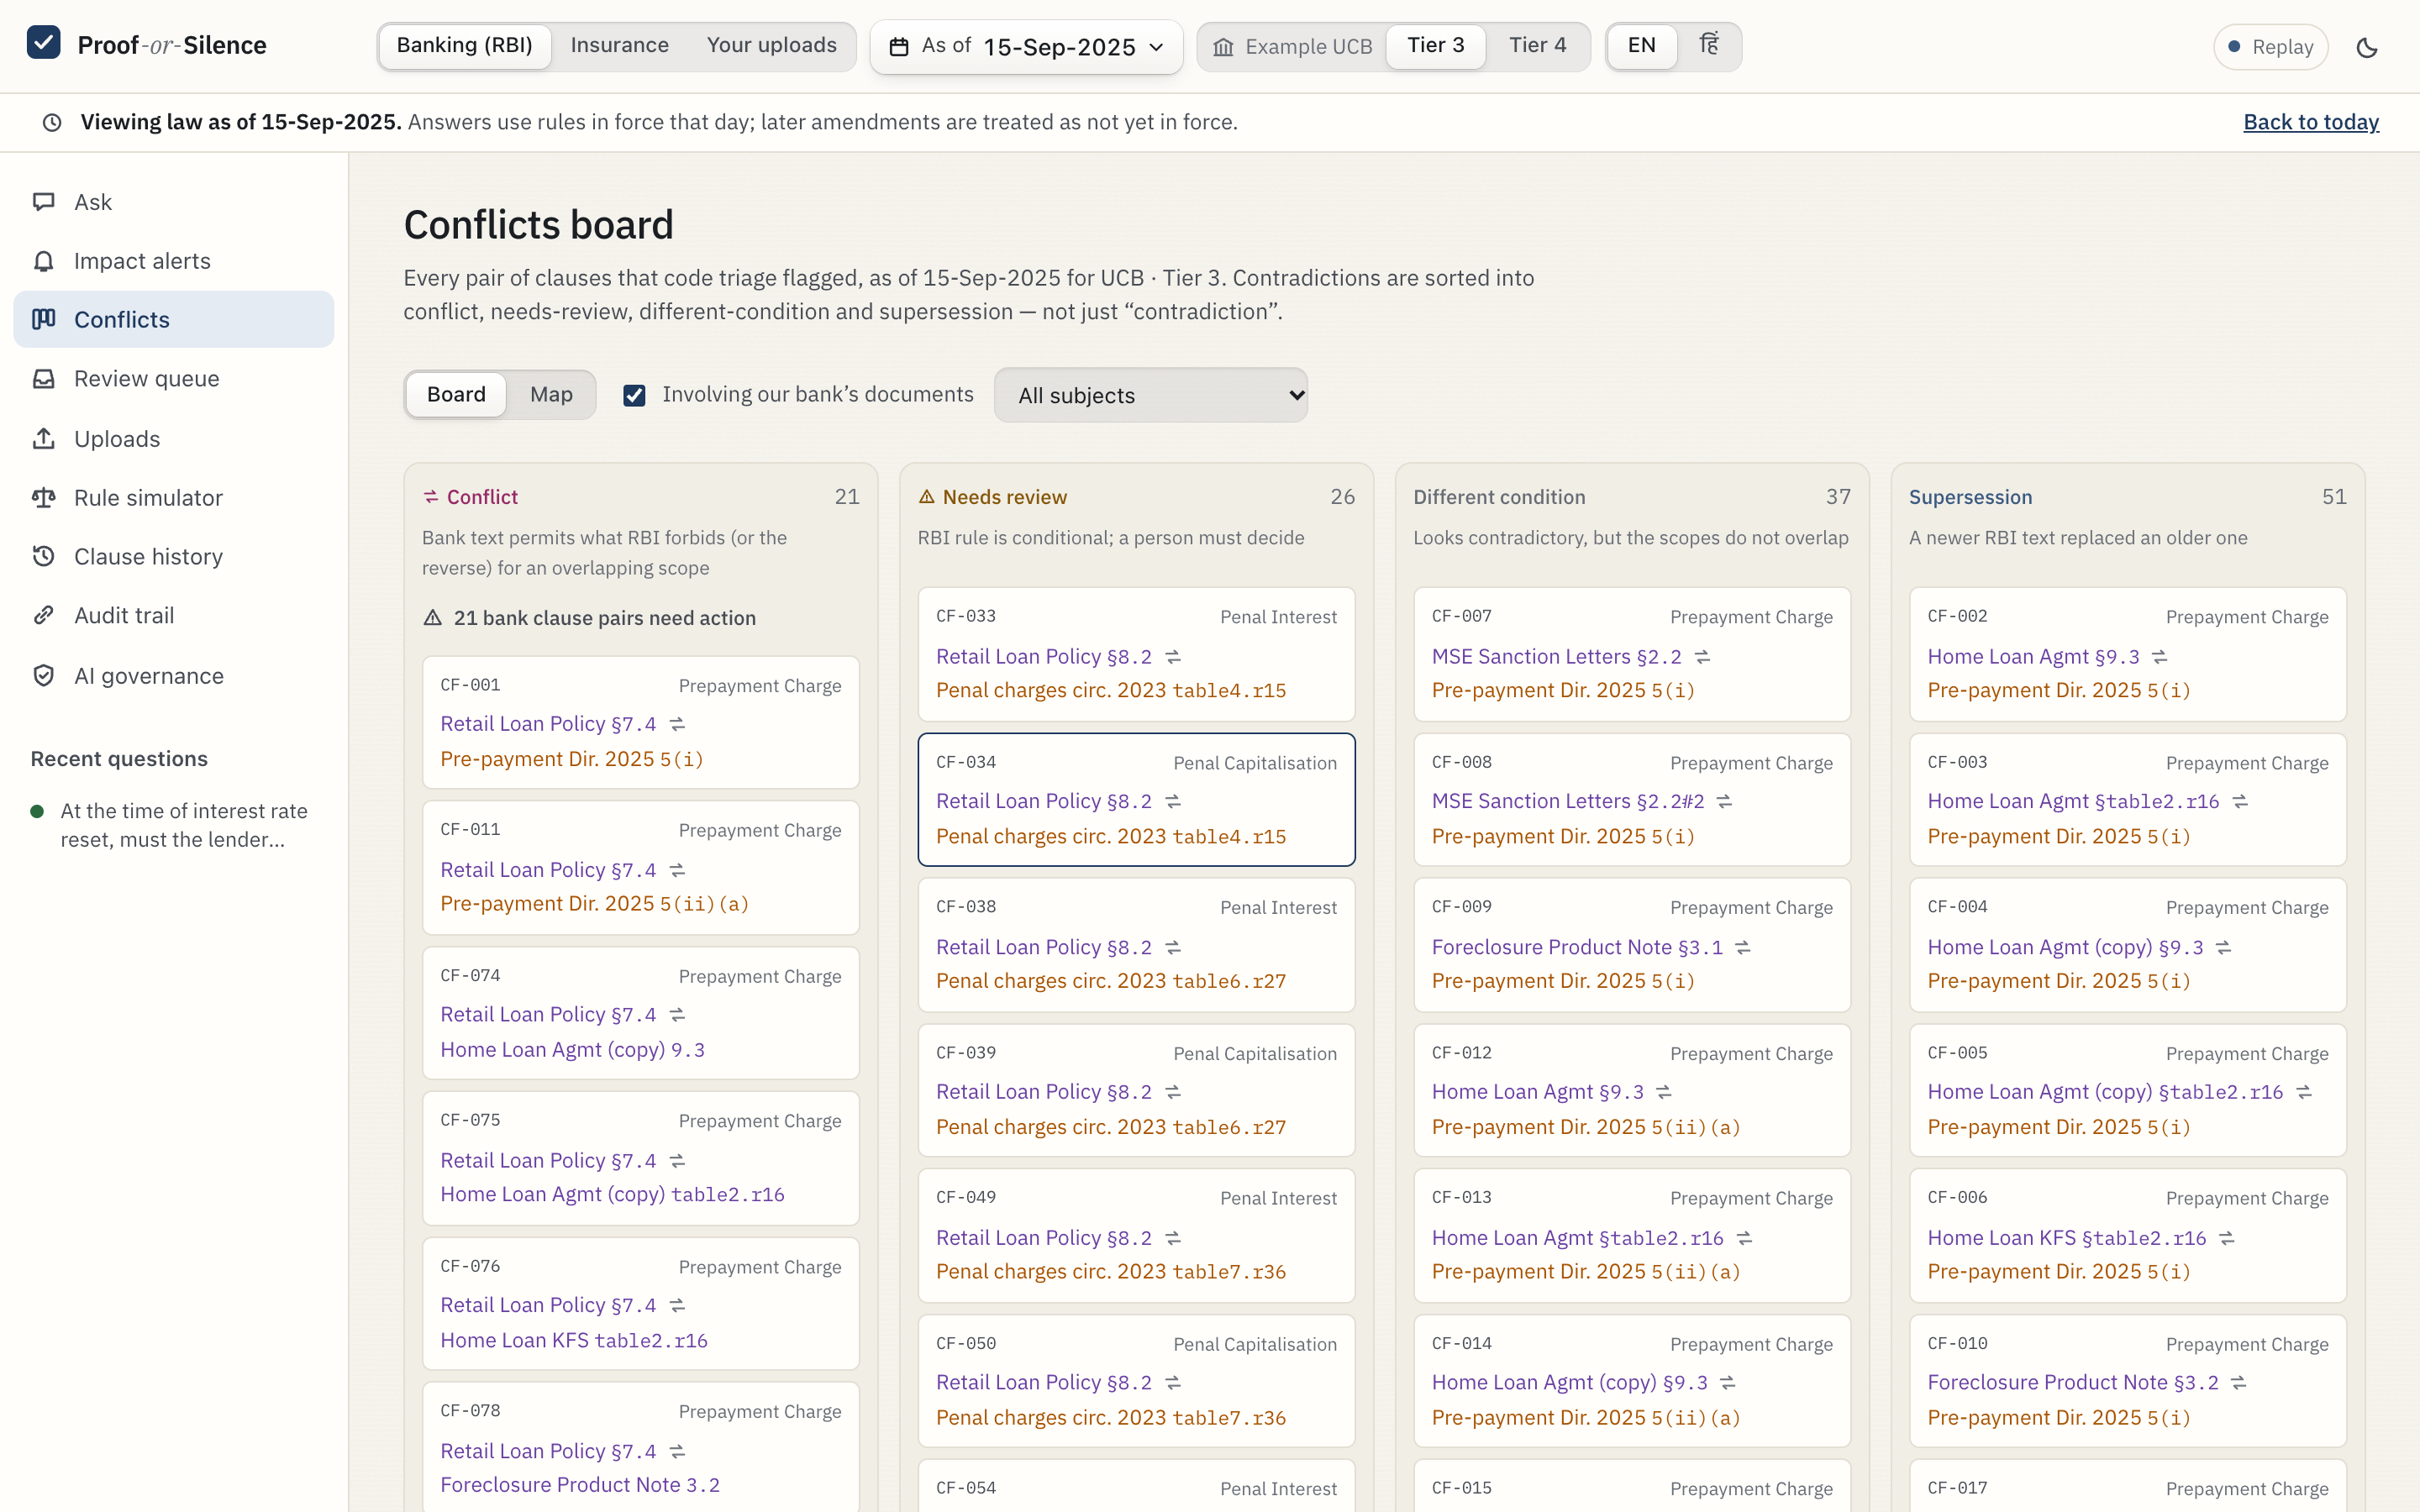 Proof-or-Silence
Banking (RBI) Insurance Your uploads
As of 15-Sep-2025
Example UCB Tier 3 Tier 4
EN हिं
Replay
Viewing law as of 15-Sep-2025. Answers use rules in force that day; later amendments are treated as not yet in force.
Back to today
Ask
Impact alerts
Conflicts
Review queue
Uploads
Rule simulator
Clause history
Audit trail
AI governance
Recent questions
At the time of interest rate
reset, must the lender...
Conflicts board
Every pair of clauses that code triage flagged, as of 15-Sep-2025 for UCB · Tier 3. Contradictions are sorted into
conflict, needs-review, different-condition and supersession — not just “contradiction”.
Board Map
Involving our bank’s documents
All subjects
Conflict 21
Bank text permits what RBI forbids (or the
reverse) for an overlapping scope
21 bank clause pairs need action
CF-001 Prepayment Charge
Retail Loan Policy §7.4 ⇌
Pre-payment Dir. 2025 5(i)
CF-011 Prepayment Charge
Retail Loan Policy §7.4 ⇌
Pre-payment Dir. 2025 5(ii)(a)
CF-074 Prepayment Charge
Retail Loan Policy §7.4 ⇌
Home Loan Agmt (copy) 9.3
CF-075 Prepayment Charge
Retail Loan Policy §7.4 ⇌
Home Loan Agmt (copy) table2.r16
CF-076 Prepayment Charge
Retail Loan Policy §7.4 ⇌
Home Loan KFS table2.r16
CF-078 Prepayment Charge
Retail Loan Policy §7.4 ⇌
Foreclosure Product Note 3.2
Needs review 26
RBI rule is conditional; a person must decide
CF-033 Penal Interest
Retail Loan Policy §8.2 ⇌
Penal charges circ. 2023 table4.r15
CF-034 Penal Capitalisation
Retail Loan Policy §8.2 ⇌
Penal charges circ. 2023 table4.r15
CF-038 Penal Interest
Retail Loan Policy §8.2 ⇌
Penal charges circ. 2023 table6.r27
CF-039 Penal Capitalisation
Retail Loan Policy §8.2 ⇌
Penal charges circ. 2023 table6.r27
CF-049 Penal Interest
Retail Loan Policy §8.2 ⇌
Penal charges circ. 2023 table7.r36
CF-050 Penal Capitalisation
Retail Loan Policy §8.2 ⇌
Penal charges circ. 2023 table7.r36
CF-054 Penal Interest
Different condition 37
Looks contradictory, but the scopes do not overlap
CF-007 Prepayment Charge
MSE Sanction Letters §2.2 ⇌
Pre-payment Dir. 2025 5(i)
CF-008 Prepayment Charge
MSE Sanction Letters §2.2#2 ⇌
Pre-payment Dir. 2025 5(i)
CF-009 Prepayment Charge
Foreclosure Product Note §3.1 ⇌
Pre-payment Dir. 2025 5(i)
CF-012 Prepayment Charge
Home Loan Agmt §9.3 ⇌
Pre-payment Dir. 2025 5(ii)(a)
CF-013 Prepayment Charge
Home Loan Agmt §table2.r16 ⇌
Pre-payment Dir. 2025 5(ii)(a)
CF-014 Prepayment Charge
Home Loan Agmt (copy) §9.3 ⇌
Pre-payment Dir. 2025 5(ii)(a)
CF-015 Prepayment Charge
Supersession 51
A newer RBI text replaced an older one
CF-002 Prepayment Charge
Home Loan Agmt §9.3 ⇌
Pre-payment Dir. 2025 5(i)
CF-003 Prepayment Charge
Home Loan Agmt §table2.r16 ⇌
Pre-payment Dir. 2025 5(i)
CF-004 Prepayment Charge
Home Loan Agmt (copy) §9.3 ⇌
Pre-payment Dir. 2025 5(i)
CF-005 Prepayment Charge
Home Loan Agmt (copy) §table2.r16 ⇌
Pre-payment Dir. 2025 5(i)
CF-006 Prepayment Charge
Home Loan KFS §table2.r16 ⇌
Pre-payment Dir. 2025 5(i)
CF-010 Prepayment Charge
Foreclosure Product Note §3.2 ⇌
Pre-payment Dir. 2025 5(i)
CF-017 Prepayment Charge